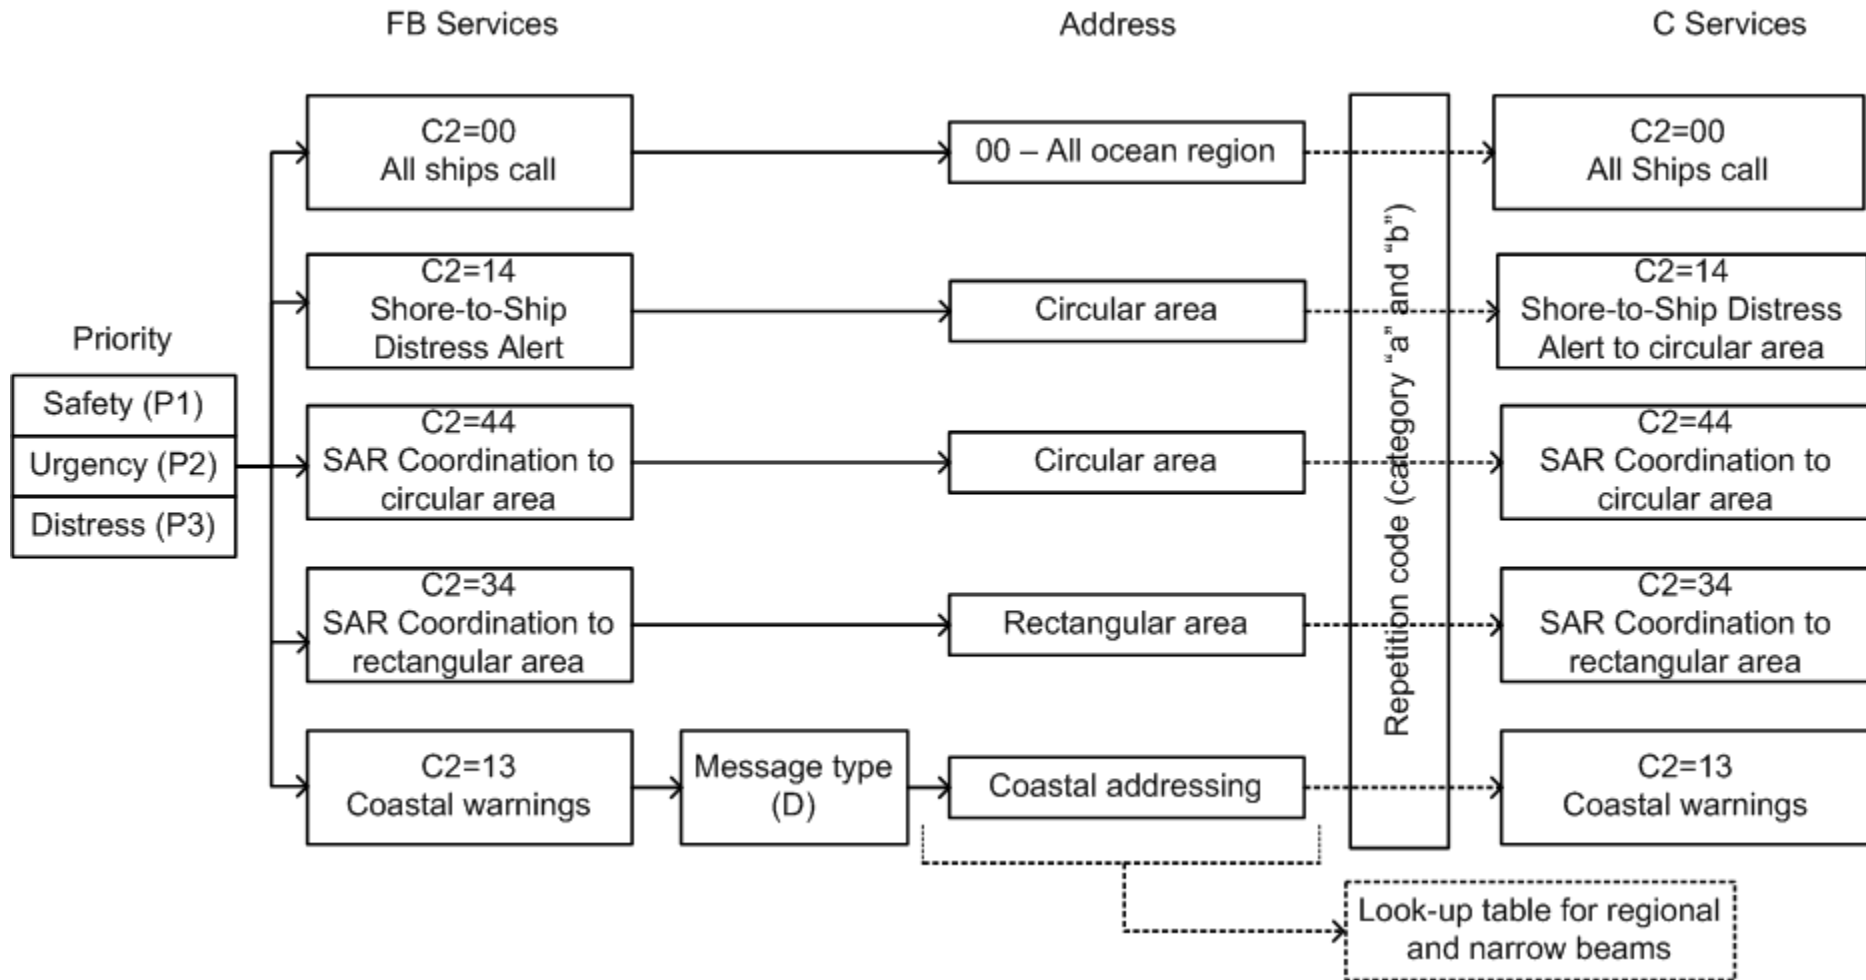 FB Services
Address
C Services
C2=00
All ships call
00 – All ocean region
C2=00
All Ships call
C2=14
Shore-to-Ship
Distress Alert
Circular area
C2=14
Shore-to-Ship Distress
Alert to circular area
Priority
Safety (P1)
Urgency (P2)
Distress (P3)
C2=44
SAR Coordination to
circular area
Circular area
C2=44
SAR Coordination to
circular area
C2=34
SAR Coordination to
rectangular area
Rectangular area
C2=34
SAR Coordination to
rectangular area
C2=13
Coastal warnings
Message type
(D)
Coastal addressing
Repetition code (category “a” and “b”)
C2=13
Coastal warnings
Look-up table for regional
and narrow beams